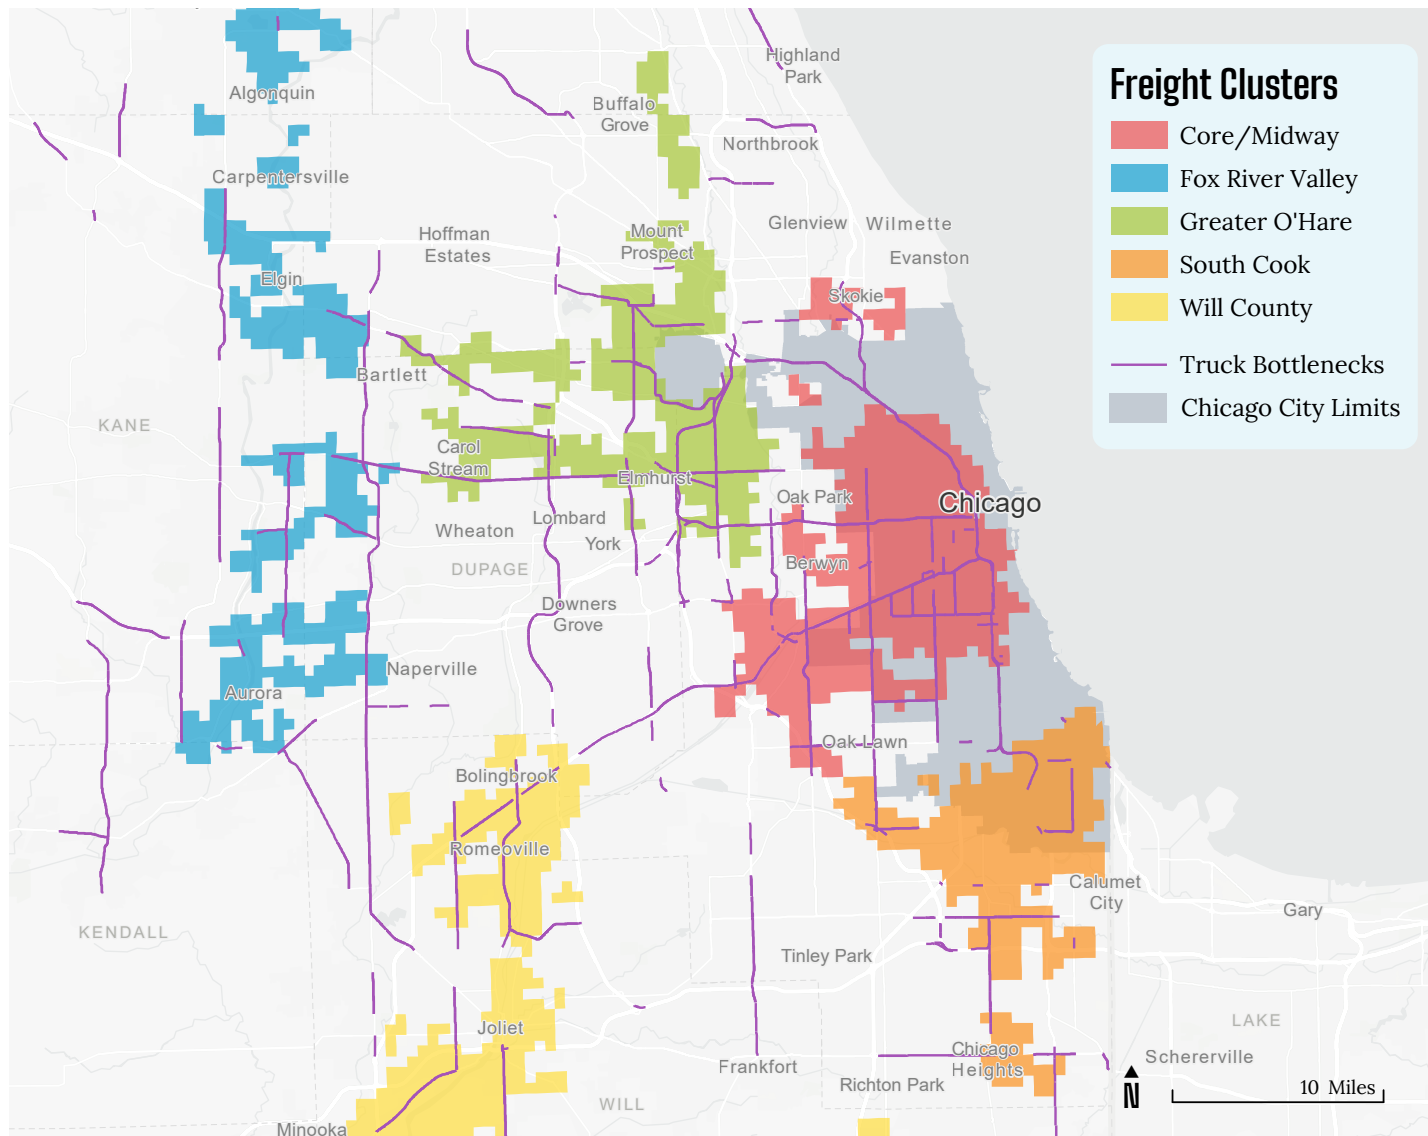 Highland
Park
Algonquin
Buffalo
Grove
Northbrook
Carpentersville
Glenview
Wilmette
Hoffman
Estates
Mount
Prospect
Evanston
Elgin
Skokie
Bartlett
KANE
Carol
Stream
Elmhurst
Oak Park
Chicago
Wheaton
Lombard
York
DUPAGE
Berwyn
Downers
Grove
Naperville
Aurora
Oak Lawn
Bolingbrook
Romeoville
Calumet
City
Gary
KENDALL
Tinley Park
Joliet
LAKE
Chicago
Heights
Schererville
Frankfort
Richton Park
WILL
Minooka
Freight Clusters
Core/Midway
Fox River Valley
Greater O'Hare
South Cook
Will County
Truck Bottlenecks
Chicago City Limits
N
10 Miles